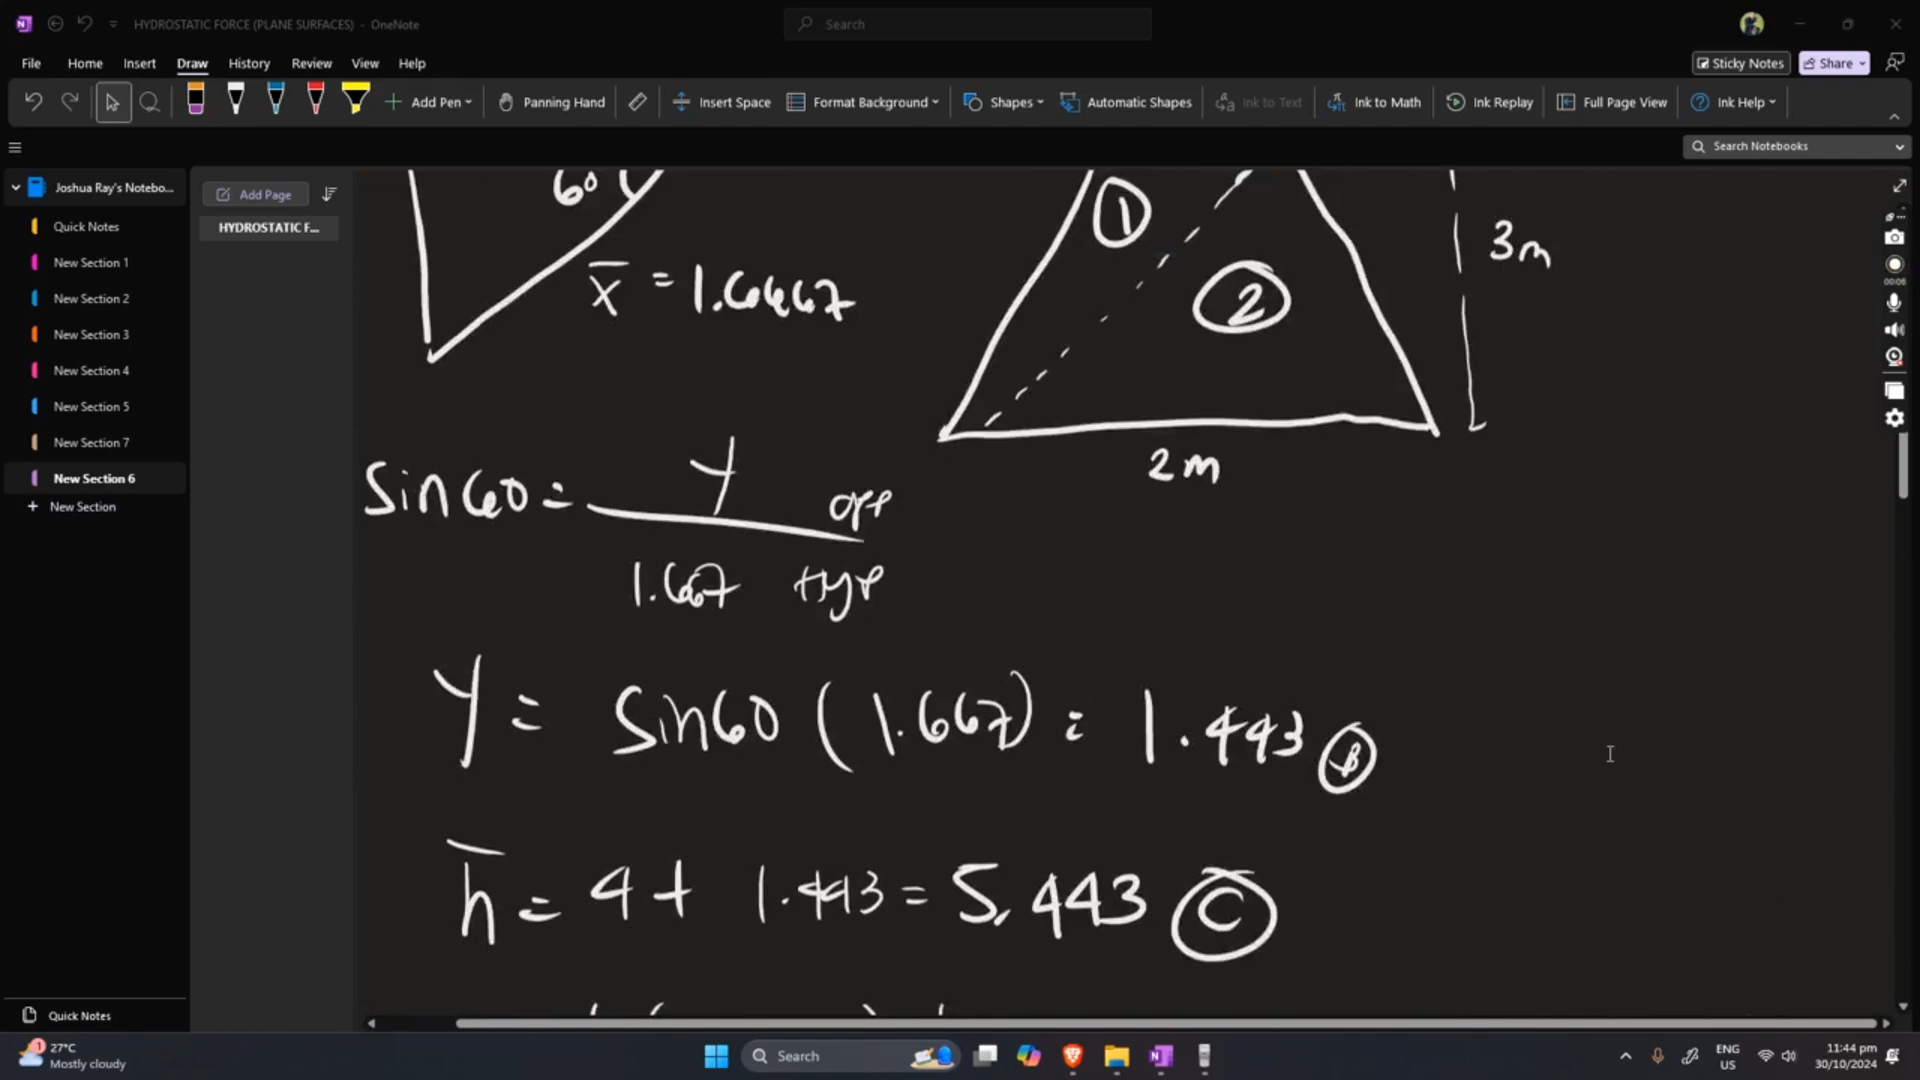 HYDROSTATIC FORCE (PLANE SURFACES) - OneNote
Search
File Home Insert Draw History Review View Help
Sticky Notes Share
Add Pen Panning Hand Insert Space Format Background Shapes Automatic Shapes Ink to Text Ink to Math Ink Replay Full Page View Ink Help
Search Notebooks
Joshua Ray's Notebo...
Quick Notes
New Section 1
New Section 2
New Section 3
New Section 4
New Section 5
New Section 7
New Section 6
New Section
Quick Notes
Add Page
HYDROSTATIC F...
60
x̅ = 1.6667
1
2
3m
2m
Sin60 = Y opp
1.667 Hyp
Y = Sin60 (1.667) = 1.443 B
h̅ = 4 + 1.443 = 5.443 C
1 27°C
Mostly cloudy
Search
ENG
US
11:44 pm
30/10/2024